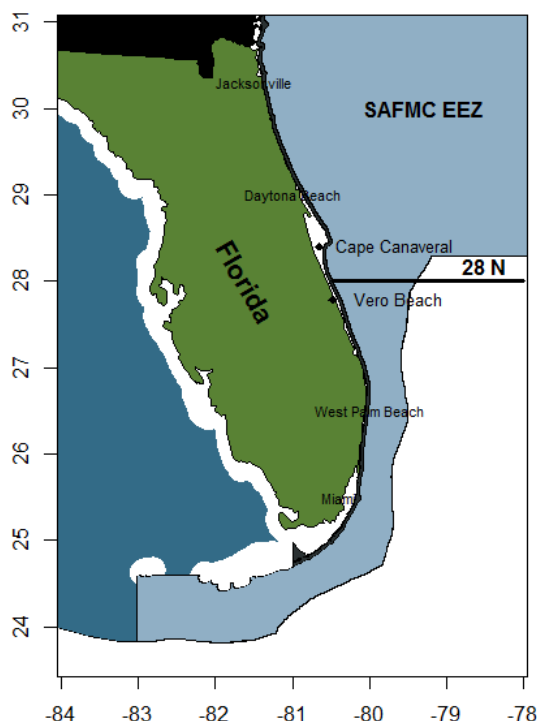 31
30
29
28
27
26
25
24
Jacksonville
SAFMC EEZ
Daytona Beach
Cape Canaveral
Florida
28 N
Vero Beach
West Pam Beach
Miami
-84 -83 -82 -81 -80 -79 -78